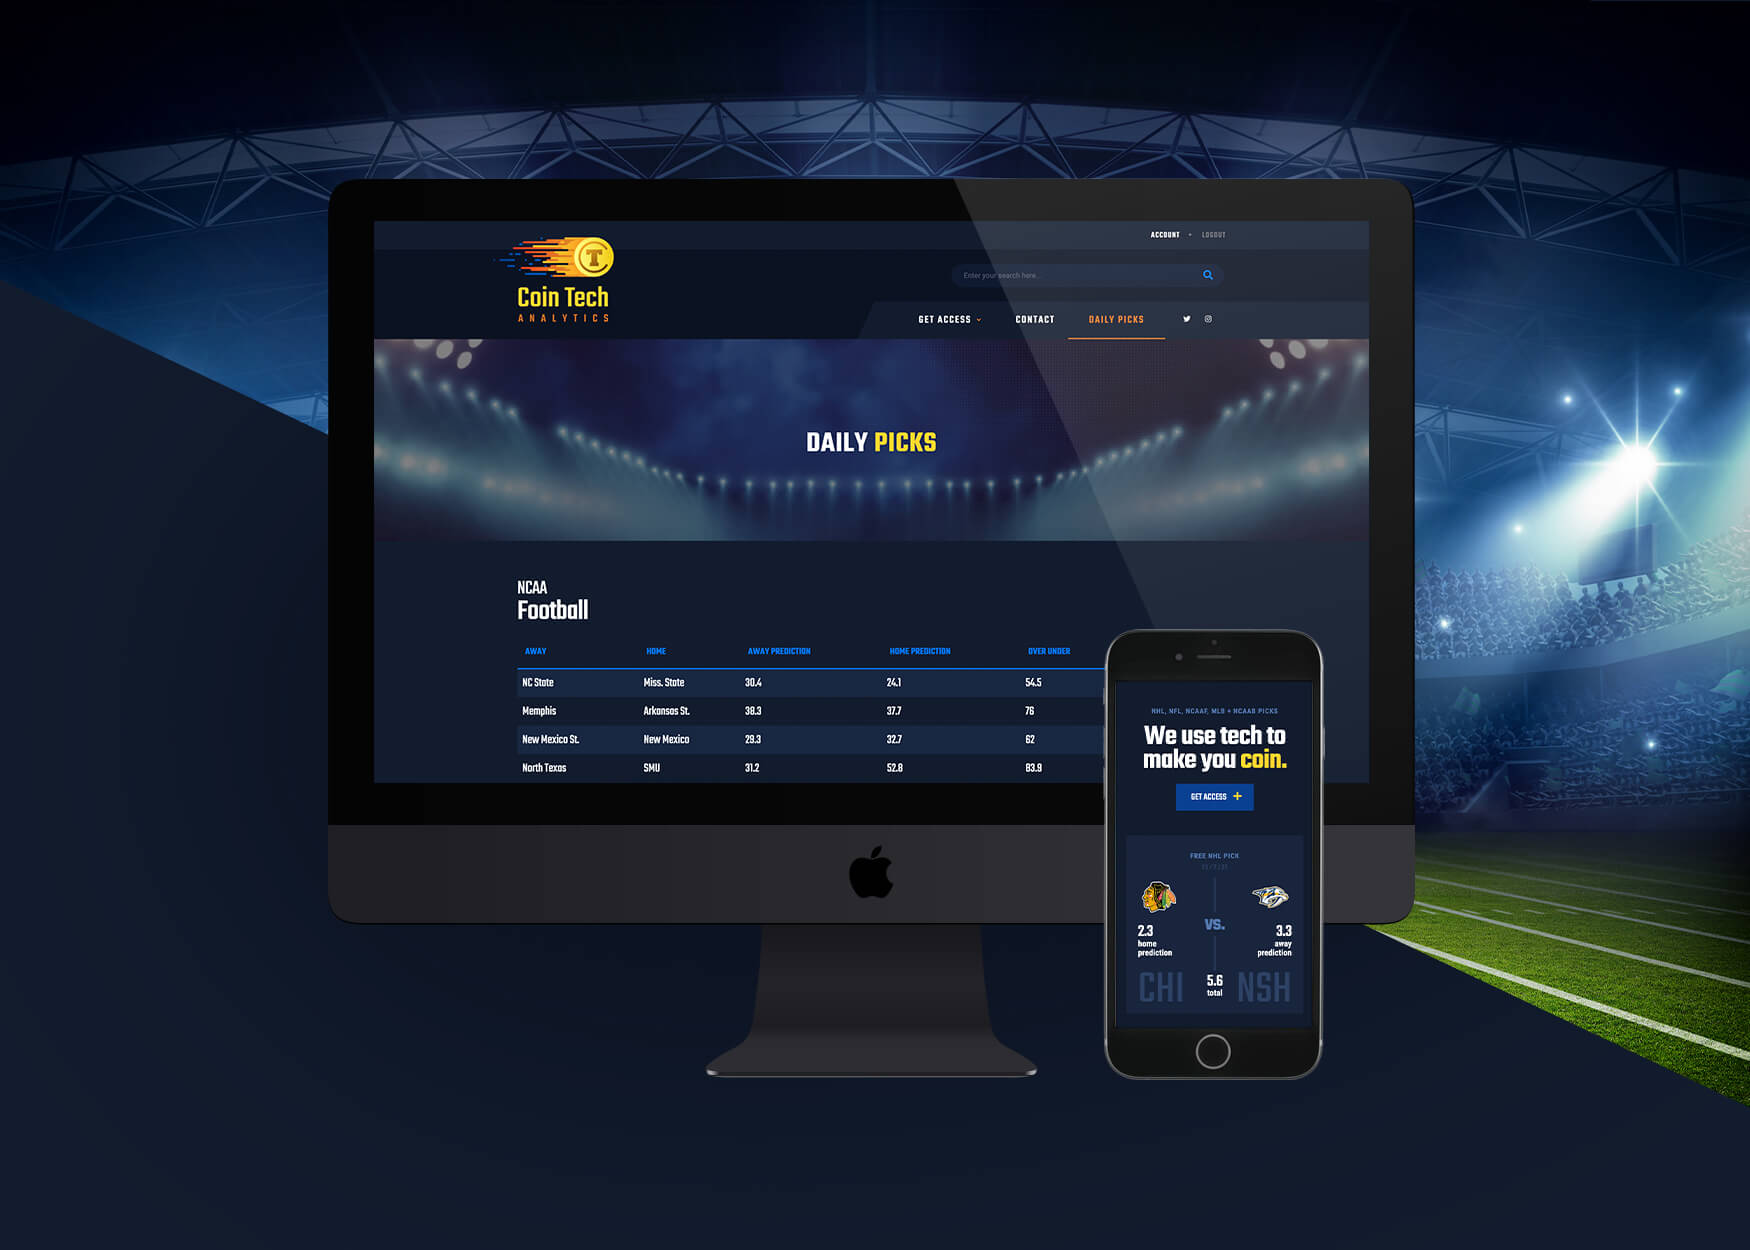 ACCOUNT - LOGOUT
Enter your search here...
Coin Tech
ANALYTICS
GET ACCESS CONTACT DAILY PICKS
DAILY PICKS
NCAA
Football
AWAY HOME AWAY PREDICTION HOME PREDICTION OVER UNDER
NC State Miss. State 30.4 24.1 54.5
Memphis Arkansas St. 38.3 37.7 76
New Mexico St. New Mexico 29.3 32.7 62
North Texas SMU 31.2 52.8 83.9
NHL, NFL, NCAAF, MLB + NCAAB PICKS
We use tech to
make you coin.
GET ACCESS +
FREE NHL PICK
VS.
2.3 3.3
home away
prediction prediction
CHI 5.6 NSH
total